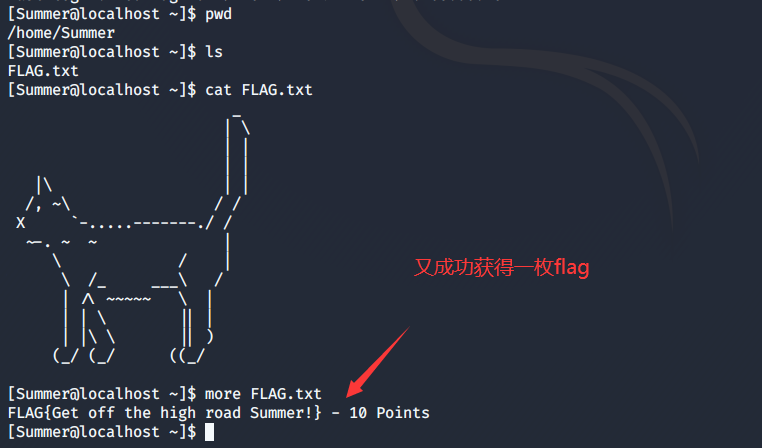 [Summer@localhost ~]$ pwd
/home/Summer
[Summer@localhost ~]$ ls
FLAG.txt
[Summer@localhost ~]$ cat FLAG.txt
又成功获得一枚flag
[Summer@localhost ~]$ more FLAG.txt
FLAG{Get off the high road Summer!} - 10 Points
[Summer@localhost ~]$